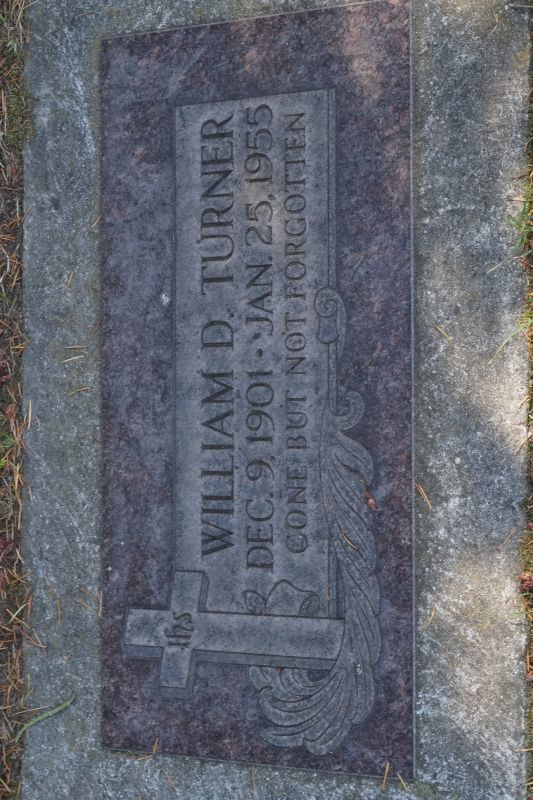 WILLIAM D. TURNER
DEC. 9, 1901 · JAN. 25, 1955
GONE BUT NOT FORGOTTEN
ihs